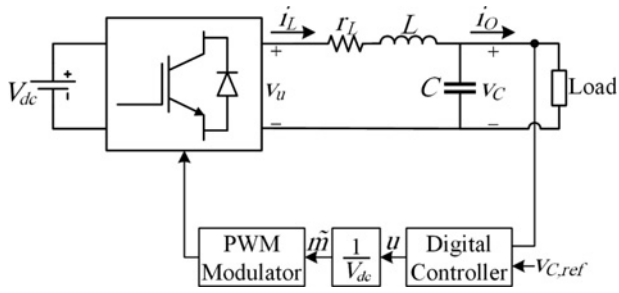 i_L r_L L i_O
+ + +
V_dc v_u C v_C Load
- - -
PWM Modulator
m̃
1/V_dc
u
Digital Controller
v_C,ref